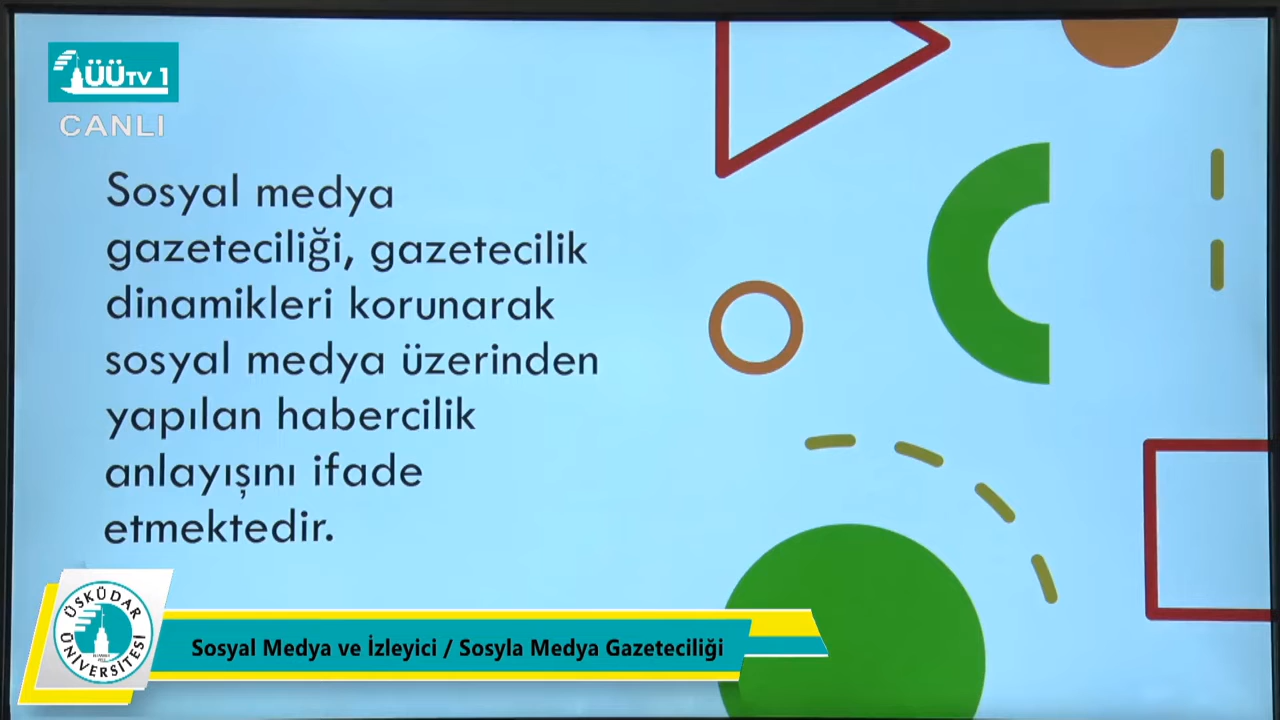 ÜÜTV 1
CANLI
Sosyal medya
gazeteciliği, gazetecilik
dinamikleri korunarak
sosyal medya üzerinden
yapılan habercilik
anlayışını ifade
etmektedir.
ÜSKÜDAR
ÜNİVERSİTESİ
Sosyal Medya ve İzleyici / Sosyla Medya Gazeteciliği